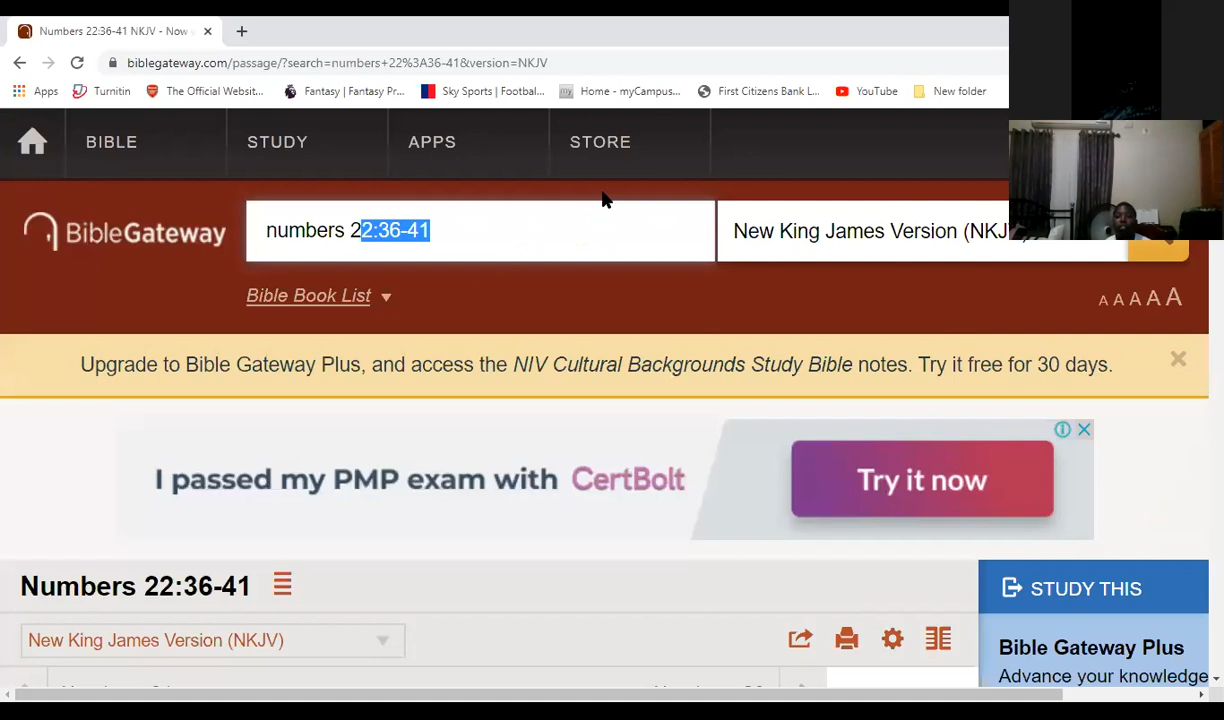 Numbers 22:36-41 NKJV - Now
biblegateway.com/passage/?search=numbers+22%3A36-41&version=NKJV
Apps Turnitin The Official Websit... Fantasy | Fantasy Pr... Sky Sports | Footbal... Home - myCampus... First Citizens Bank L... YouTube New folder
BIBLE STUDY APPS STORE
BibleGateway numbers 22:36-41 New King James Version (NKJ
Bible Book List A A A A A
Upgrade to Bible Gateway Plus, and access the NIV Cultural Backgrounds Study Bible notes. Try it free for 30 days.
I passed my PMP exam with CertBolt Try it now
Numbers 22:36-41 STUDY THIS
New King James Version (NKJV)
Bible Gateway Plus
Advance your knowledge